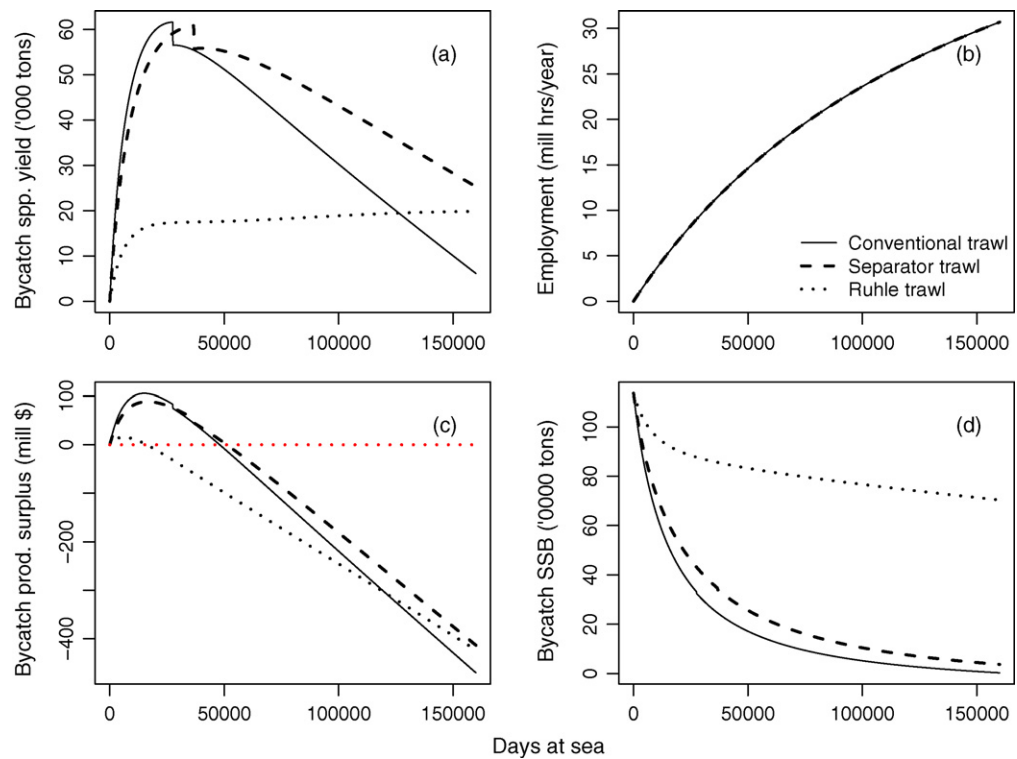 Bycatch spp. yield ('000 tons)
60
50
40
30
20
10
0
(a)
0 50000 100000 150000
Employment (mill hrs/year)
30
25
20
15
10
5
0
(b)
Conventional trawl
Separator trawl
Ruhle trawl
0 50000 100000 150000
Bycatch prod. surplus (mill $)
100
0
−200
−400
(c)
0 50000 100000 150000
Bycatch SSB ('0000 tons)
100
80
60
40
20
0
(d)
0 50000 100000 150000
Days at sea